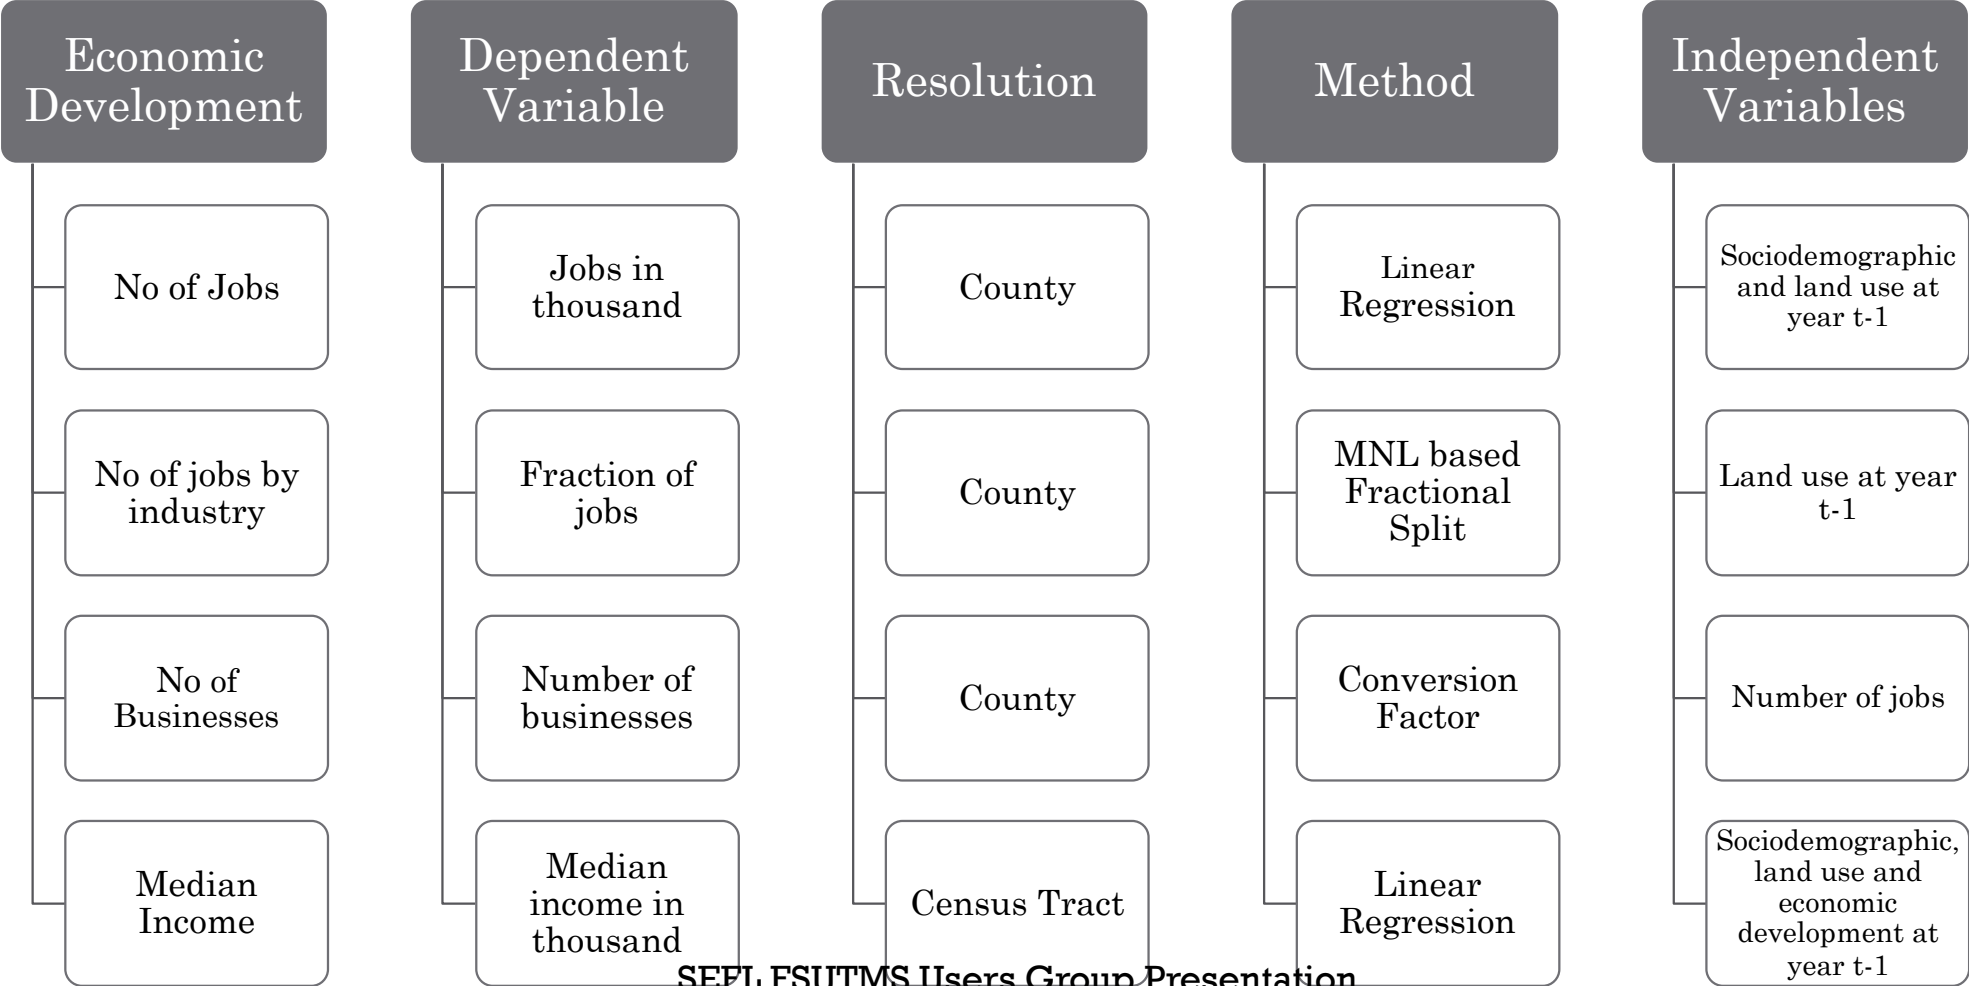 Economic
Development
No of Jobs
No of jobs by
industry
No of
Businesses
Median
Income
Dependent
Variable
Jobs in
thousand
Fraction of
jobs
Number of
businesses
Median
income in
thousand
Resolution
County
County
County
Census Tract
Method
Linear
Regression
MNL based
Fractional
Split
Conversion
Factor
Linear
Regression
Independent
Variables
Sociodemographic
and land use at
year t-1
Land use at year
t-1
Number of jobs
Sociodemographic,
land use and
economic
development at
year t-1
SEFL FSUTMS Users Group Presentation